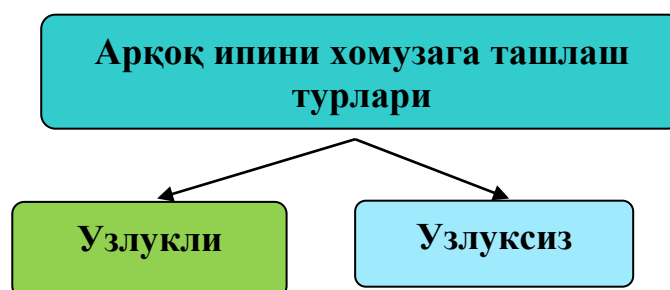 Арқоқ ипини хомузага ташлаш
турлари
Узлукли
Узлуксиз